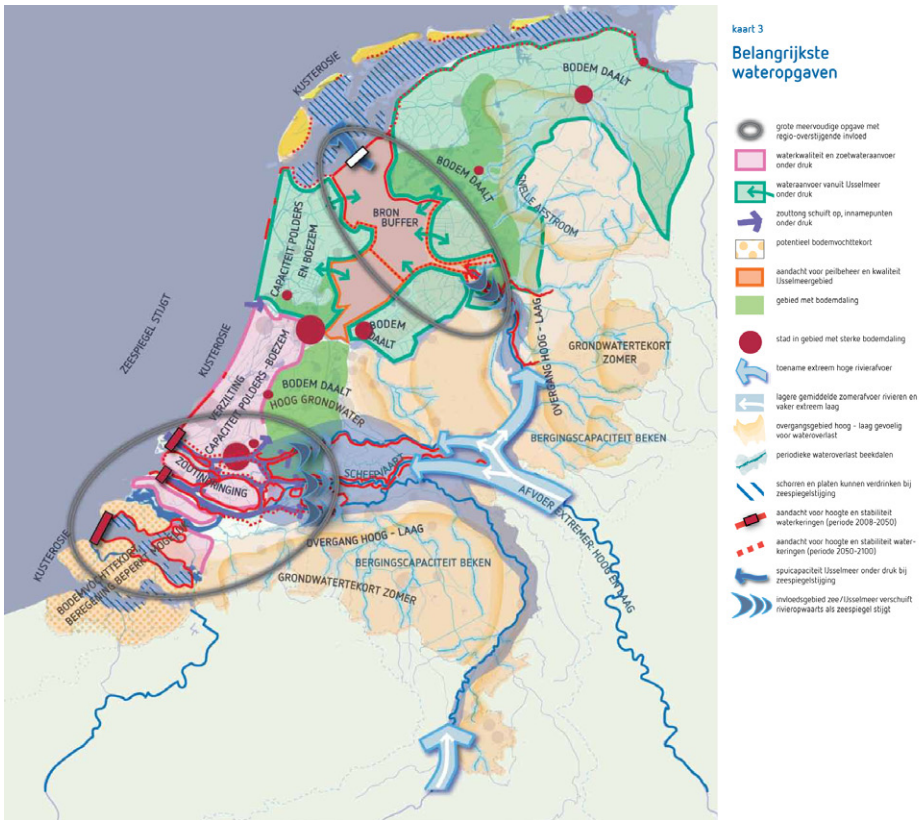 kaart 3
Belangrijkste
wateropgaven
grote meervoudige opgave met
regio-overstijgende invloed
waterkwaliteit en zoetwateraanvoer
onder druk
wateraanvoer vanuit IJsselmeer
onder druk
zouttong schuift op, innamepunten
onder druk
potentieel bodemvochttekort
aandacht voor peilbeheer en kwaliteit
IJsselmeergebied
gebied met bodemdaling
stad in gebied met sterke bodemdaling
toename extreem hoge rivierafvoer
lagere gemiddelde zomerafvoer rivieren en
vaker extreem laag
overgangsgebied hoog - laag gevoelig
voor wateroverlast
periodieke wateroverlast beekdalen
schorren en platen kunnen verdrinken bij
zeespiegelstijging
aandacht voor hoogte en stabiliteit
waterkeringen (periode 2008-2050)
aandacht voor hoogte en stabiliteit water-
keringen (periode 2050-2100)
spuicapaciteit IJsselmeer onder druk bij
zeespiegelstijging
invloedsgebied zee/IJsselmeer verschuift
rivieropwaarts als zeespiegel stijgt
KUSTEROSIE
BODEM DAALT
BODEM DAALT
SNELLE AFSTROOM
BRON
BUFFER
CAPACITEIT POLDERS
EN BOEZEM
ZEESPIEGEL STIJGT
KUSTEROSIE
BODEM
DAALT
OVERGANG HOOG - LAAG
GRONDWATERTEKORT
ZOMER
VERZILTING
CAPACITEIT POLDERS -BOEZEM
BODEM DAALT
HOOG GRONDWATER
BERGINGSCAPACITEIT BEKEN
ZOUTINDRINGING
SCHEEPVAART
AFVOER EXTREMER: HOOG EN LAAG
KUSTEROSIE
BODEMVOCHTTEKORT
BEREGENING BEPERKT MOGELIJK
OVERGANG HOOG - LAAG
BERGINGSCAPACITEIT BEKEN
GRONDWATERTEKORT ZOMER